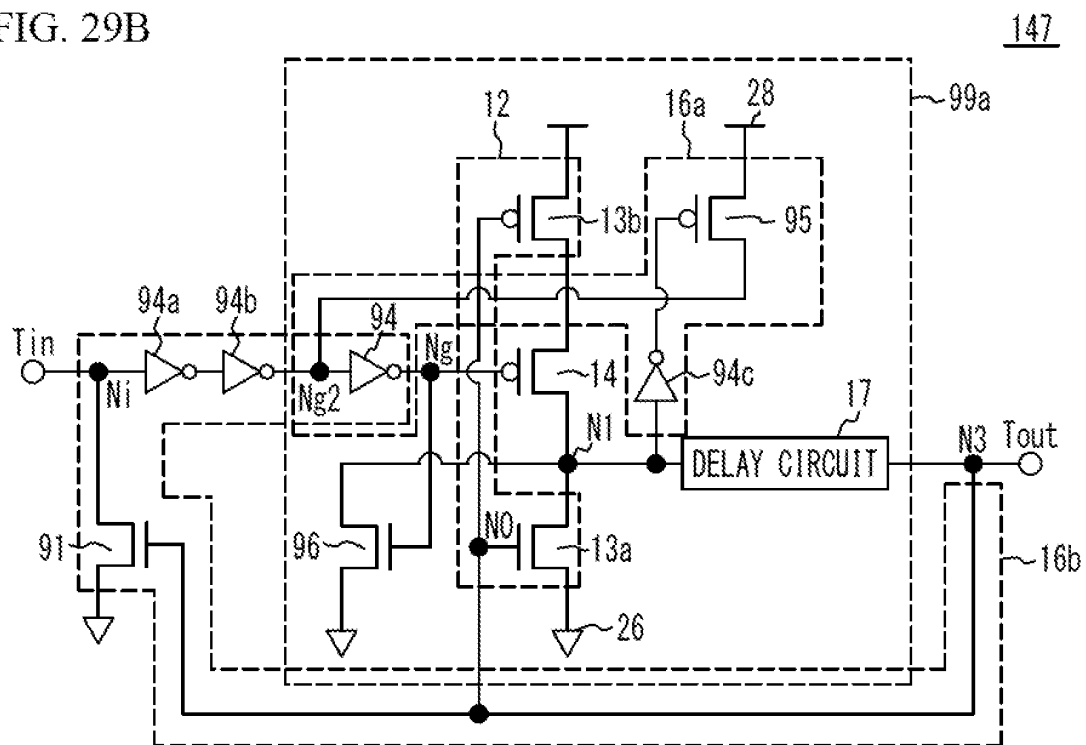 FIG. 29B
147
28
12
16a
99a
13b
95
94a
94b
94
Tin
Ng
Ni
Ng2
14
94c
17
N1
N3
Tout
DELAY CIRCUIT
N0
91
96
13a
16b
26